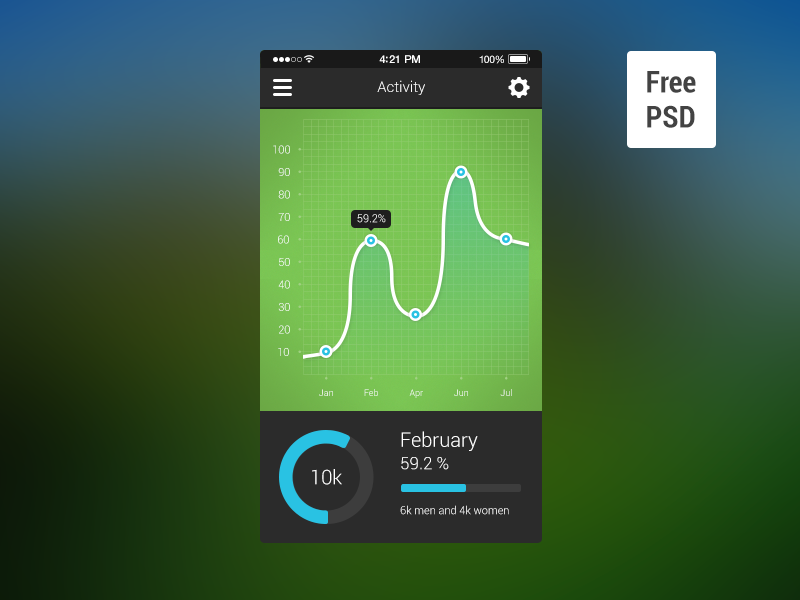 4:21 PM
100%
Activity
Free
PSD
100
90
80
70
60
50
40
30
20
10
59.2%
Jan
Feb
Apr
Jun
Jul
10k
February
59.2 %
6k men and 4k women